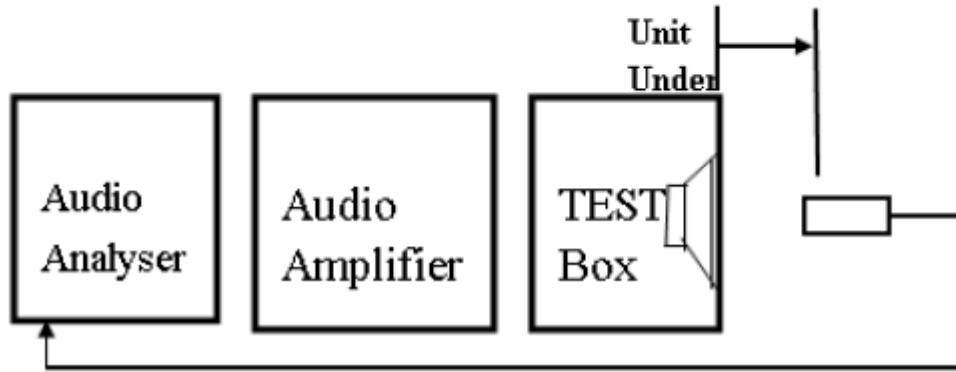 Unit
Under
Audio
Analyser
Audio
Amplifier
TEST
Box